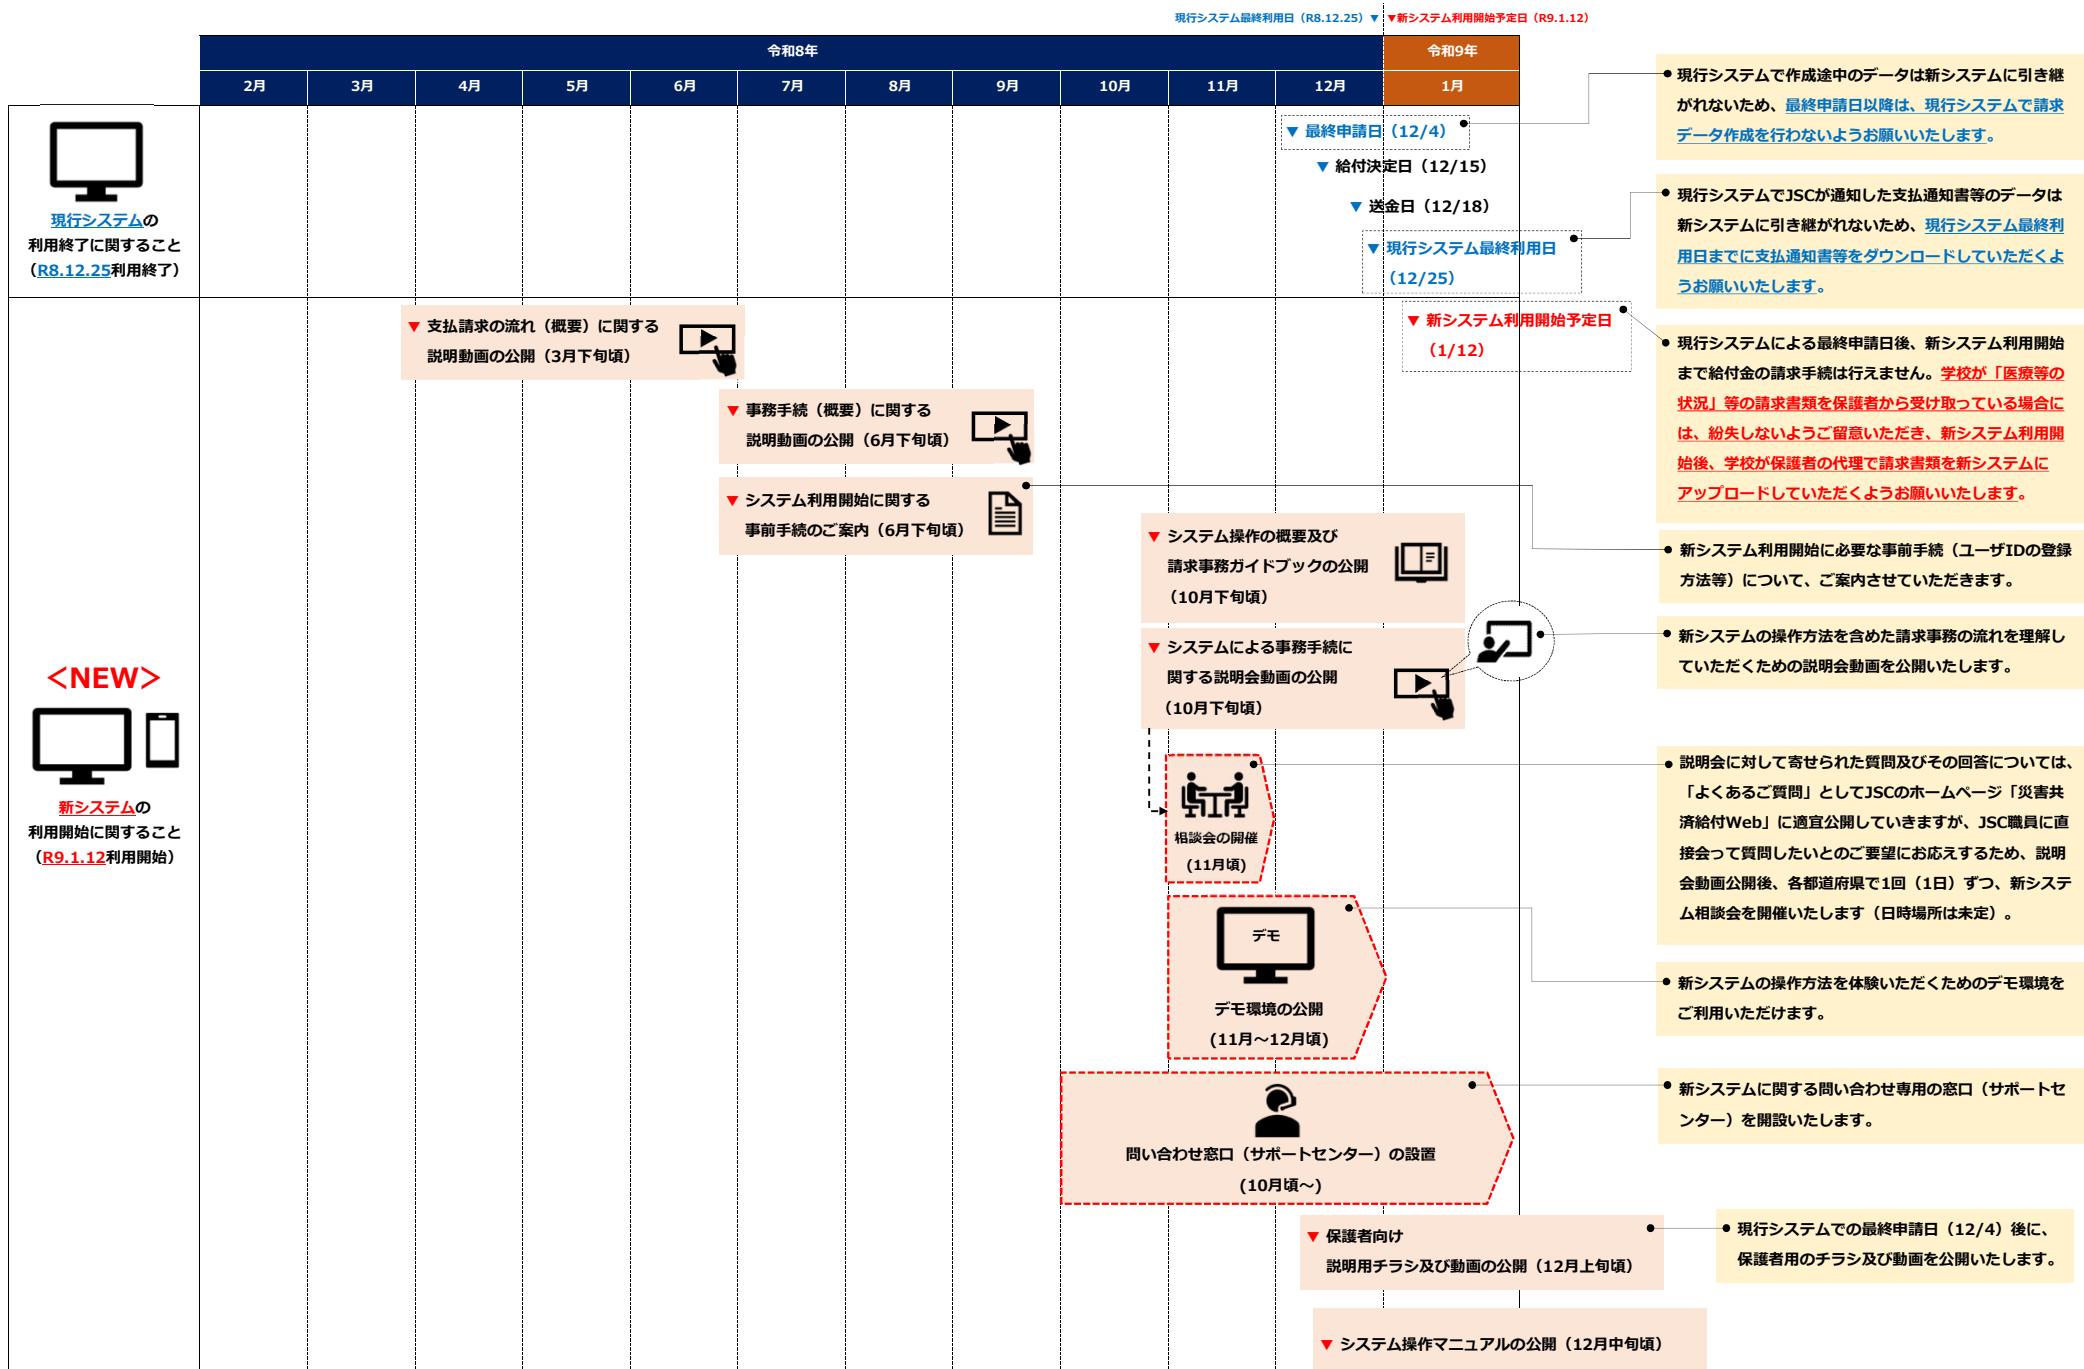 現行システム最終利用日（R8.12.25）▼
▼新システム利用開始予定日（R9.1.12）
令和8年
令和9年
2月
3月
4月
5月
6月
7月
8月
9月
10月
11月
12月
1月
現行システムの
利用終了に関すること
（R8.12.25利用終了）
▼ 最終申請日（12/4）
▼ 給付決定日（12/15）
▼ 送金日（12/18）
▼ 現行システム最終利用日
（12/25）
現行システムで作成途中のデータは新システムに引き継
がれないため、最終申請日以降は、現行システムで請求
データ作成を行わないようお願いいたします。
現行システムでJSCが通知した支払通知書等のデータは
新システムに引き継がれないため、現行システム最終利
用日までに支払通知書等をダウンロードしていただくよ
うお願いいたします。
＜NEW＞
新システムの
利用開始に関すること
（R9.1.12利用開始）
▼ 支払請求の流れ（概要）に関する
説明動画の公開（3月下旬頃）
▼ 新システム利用開始予定日
（1/12）
現行システムによる最終申請日後、新システム利用開始
まで給付金の請求手続は行えません。学校が「医療等の
状況」等の請求書類を保護者から受け取っている場合に
は、紛失しないようご留意いただき、新システム利用開
始後、学校が保護者の代理で請求書類を新システムに
アップロードしていただくようお願いいたします。
▼ 事務手続（概要）に関する
説明動画の公開（6月下旬頃）
▼ システム利用開始に関する
事前手続のご案内（6月下旬頃）
新システム利用開始に必要な事前手続（ユーザIDの登録
方法等）について、ご案内させていただきます。
▼ システム操作の概要及び
請求事務ガイドブックの公開
（10月下旬頃）
▼ システムによる事務手続に
関する説明会動画の公開
（10月下旬頃）
新システムの操作方法を含めた請求事務の流れを理解し
ていただくための説明会動画を公開いたします。
相談会の開催
(11月頃)
説明会に対して寄せられた質問及びその回答については、
「よくあるご質問」としてJSCのホームページ「災害共
済給付Web」に適宜公開していきますが、JSC職員に直
接会って質問したいとのご要望にお応えするため、説明
会動画公開後、各都道府県で1回（1日）ずつ、新システ
ム相談会を開催いたします（日時場所は未定）。
デモ
デモ環境の公開
(11月～12月頃)
新システムの操作方法を体験いただくためのデモ環境を
ご利用いただけます。
問い合わせ窓口（サポートセンター）の設置
(10月頃～)
新システムに関する問い合わせ専用の窓口（サポートセ
ンター）を開設いたします。
▼ 保護者向け
説明用チラシ及び動画の公開（12月上旬頃）
現行システムでの最終申請日（12/4）後に、
保護者用のチラシ及び動画を公開いたします。
▼ システム操作マニュアルの公開（12月中旬頃）